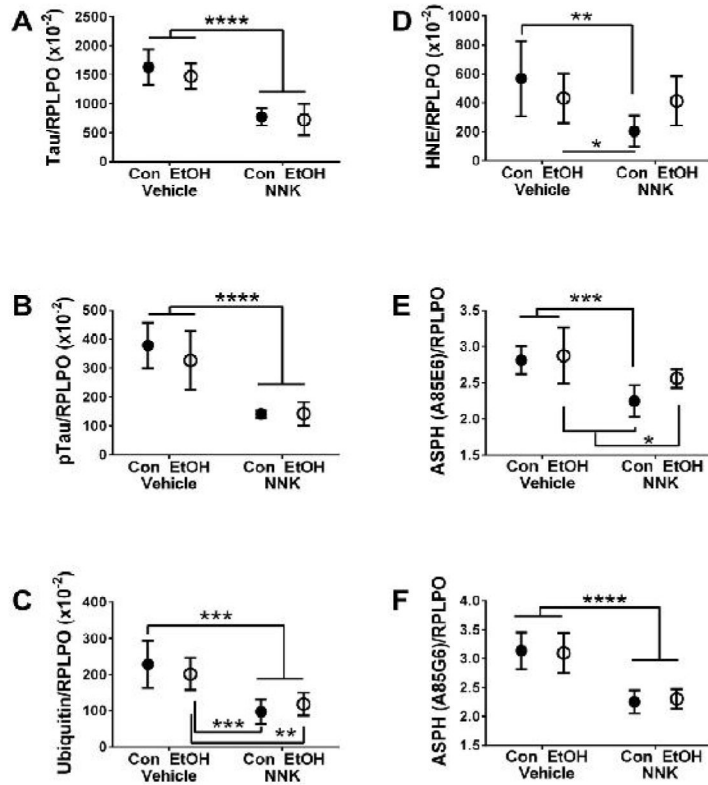 A
Tau/RPLPO (x10⁻²)
2000
1500
1000
500
0
****
Con EtOH Con EtOH
Vehicle NNK
D
HNE/RPLPO (x10⁻²)
1000
800
600
400
200
0
**
*
Con EtOH Con EtOH
Vehicle NNK
B
pTau/RPLPO (x10⁻²)
500
400
300
200
100
0
****
Con EtOH Con EtOH
Vehicle NNK
E
ASPH (A85E6)/RPLPO
3.5
3.0
2.5
2.0
1.5
***
*
Con EtOH Con EtOH
Vehicle NNK
C
Ubiquitin/RPLPO (x10⁻²)
400
300
200
100
0
***
***
**
Con EtOH Con EtOH
Vehicle NNK
F
ASPH (A85G6)/RPLPO
4.0
3.5
3.0
2.5
2.0
1.5
****
Con EtOH Con EtOH
Vehicle NNK